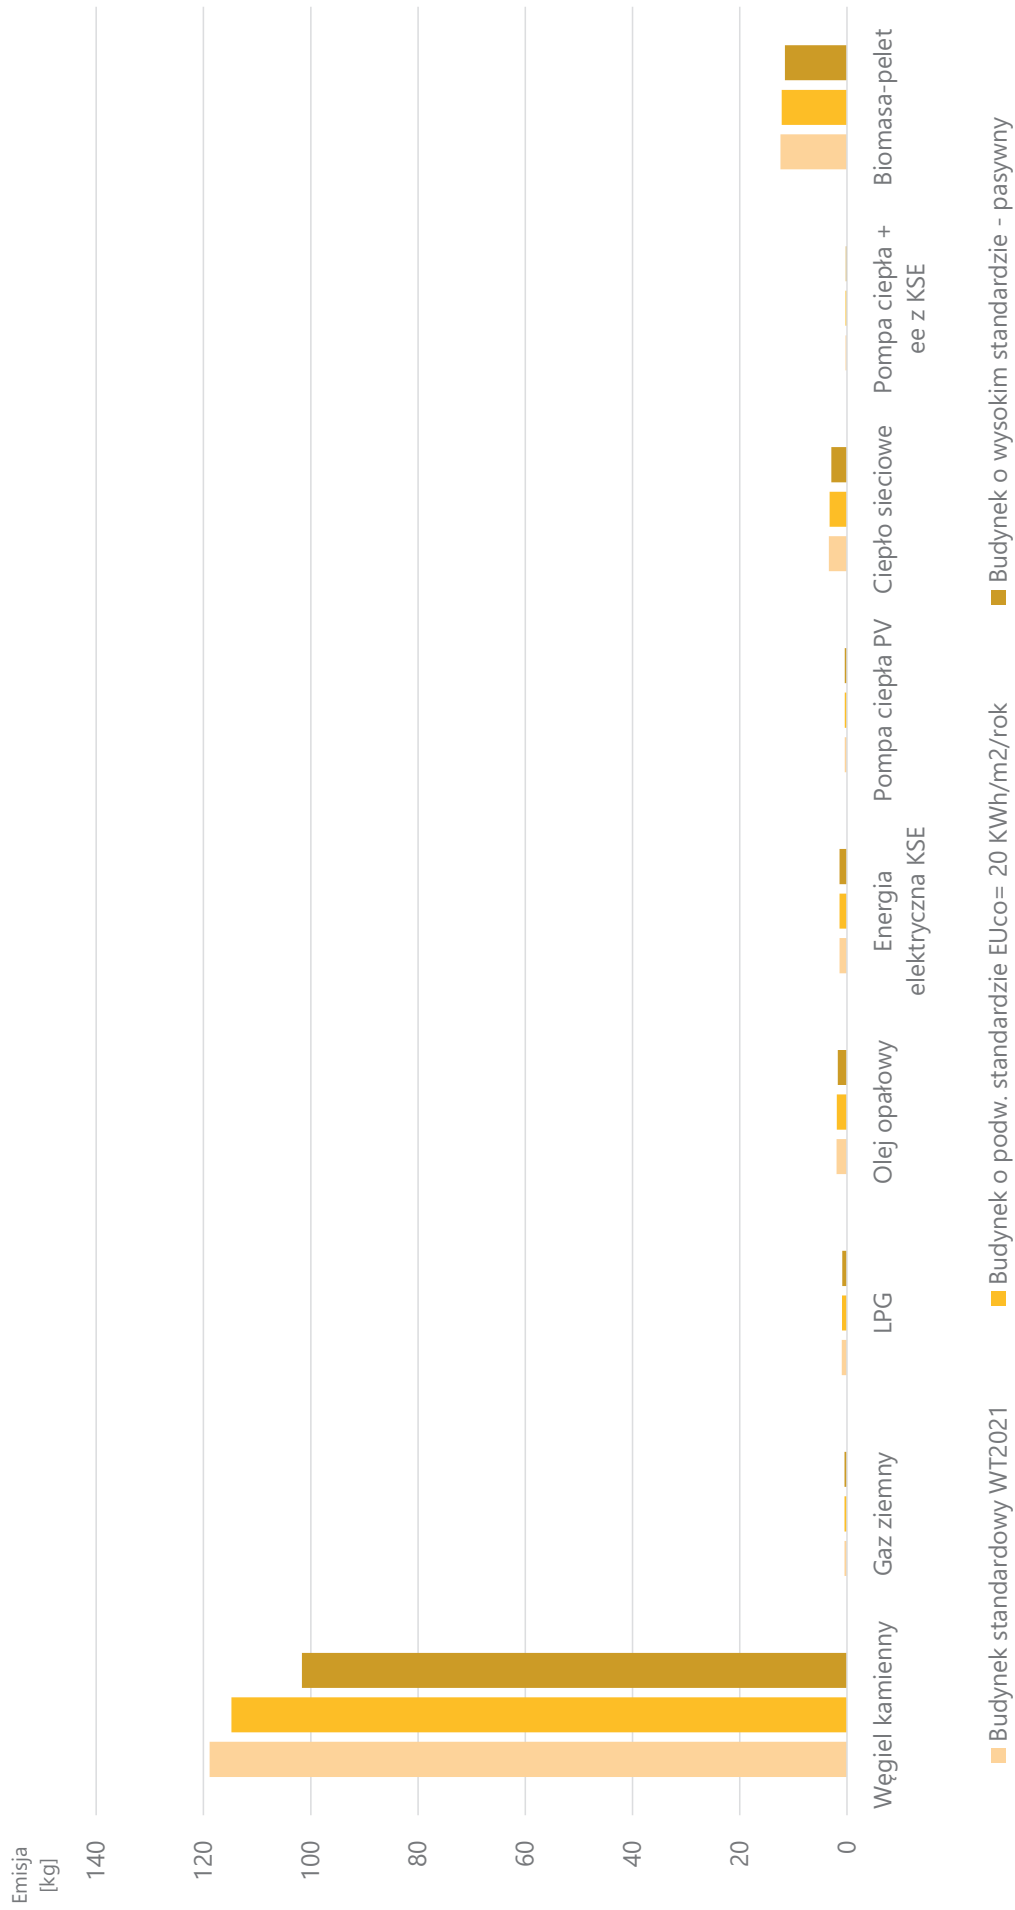 Emisja
[kg]
140
120
100
80
60
40
20
0
Węgiel kamienny
Gaz ziemny
LPG
Olej opałowy
Energia
elektryczna KSE
Pompa ciepła PV
Ciepło sieciowe
Pompa ciepła +
ee z KSE
Biomasa-pelet
Budynek standardowy WT2021
Budynek o podw. standardzie EUco= 20 KWh/m2/rok
Budynek o wysokim standardzie - pasywny